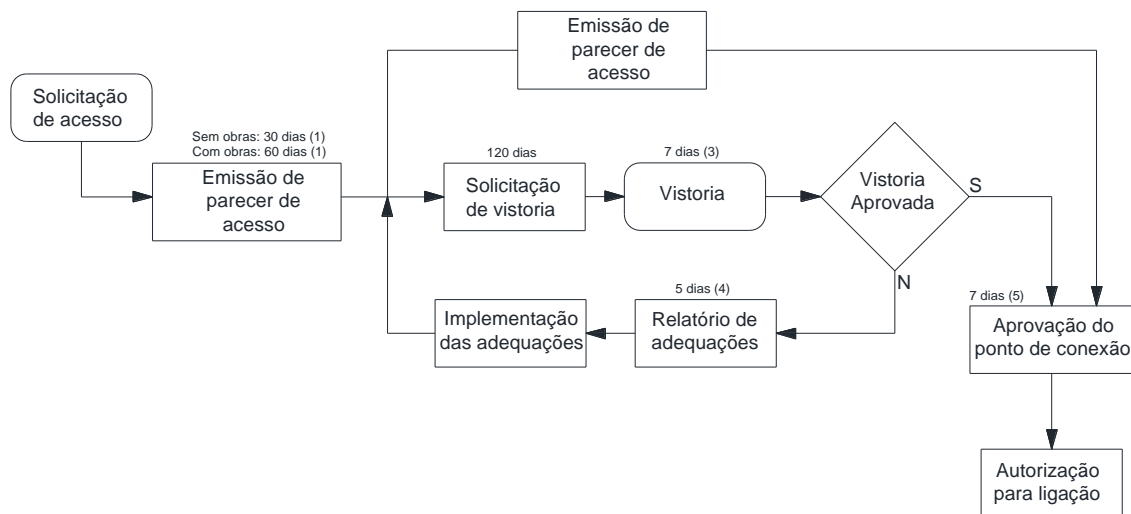 Emissão de
parecer de
acesso
Solicitação
de acesso
Sem obras: 30 dias (1)
Com obras: 60 dias (1)
Emissão de
parecer de
acesso
120 dias
Solicitação
de vistoria
7 dias (3)
Vistoria
Vistoria
Aprovada
S
N
Implementação
das adequações
5 dias (4)
Relatório de
adequações
7 dias (5)
Aprovação do
ponto de conexão
Autorização
para ligação